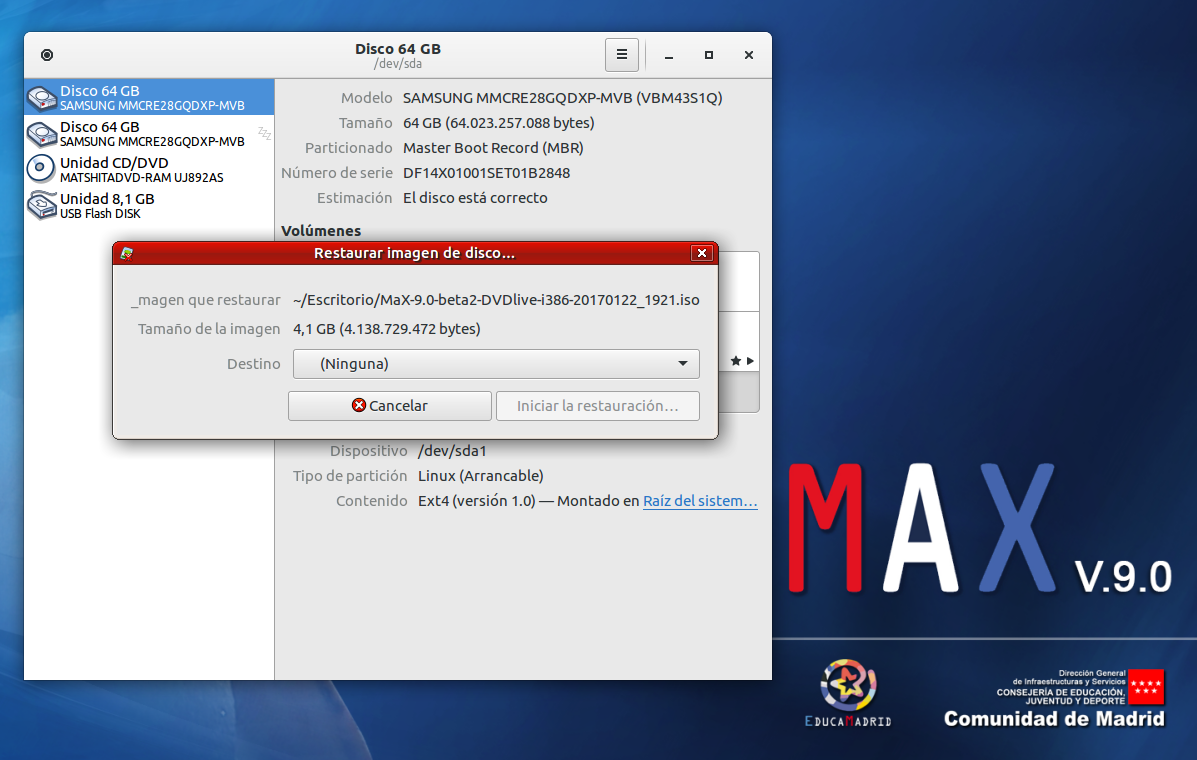 Disco 64 GB
/dev/sda
Disco 64 GB
SAMSUNG MMCRE28GQDXP-MVB
Disco 64 GB
SAMSUNG MMCRE28GQDXP-MVB
zzz
Unidad CD/DVD
MATSHITADVD-RAM UJ892AS
Unidad 8,1 GB
USB Flash DISK
Modelo SAMSUNG MMCRE28GQDXP-MVB (VBM43S1Q)
Tamaño 64 GB (64.023.257.088 bytes)
Particionado Master Boot Record (MBR)
Número de serie DF14X01001SET01B2848
Estimación El disco está correcto
Volúmenes
Restaurar imagen de disco...
_magen que restaurar ~/Escritorio/MaX-9.0-beta2-DVDlive-i386-20170122_1921.iso
Tamaño de la imagen 4,1 GB (4.138.729.472 bytes)
Destino (Ninguna)
Cancelar Iniciar la restauración...
Dispositivo /dev/sda1
Tipo de partición Linux (Arrancable)
Contenido Ext4 (versión 1.0) — Montado en Raíz del sistem...
MAX V.9.0
EDUCAMADRID
Dirección General
de Infraestructuras y Servicios
CONSEJERÍA DE EDUCACIÓN,
JUVENTUD Y DEPORTE
Comunidad de Madrid